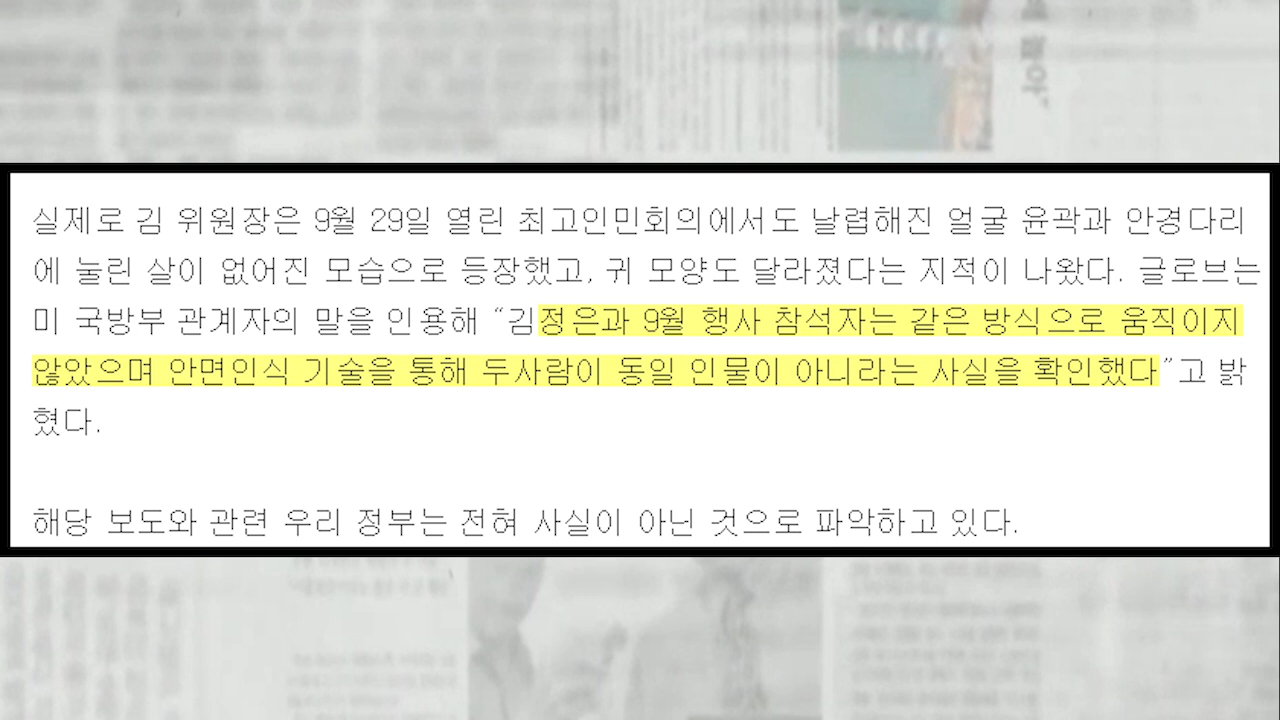 실제로 김 위원장은 9월 29일 열린 최고인민회의에서도 날렵해진 얼굴 윤곽과 안경다리
에 눌린 살이 없어진 모습으로 등장했고, 귀 모양도 달라졌다는 지적이 나왔다. 글로브는
미 국방부 관계자의 말을 인용해 “김정은과 9월 행사 참석자는 같은 방식으로 움직이지
않았으며 안면인식 기술을 통해 두사람이 동일 인물이 아니라는 사실을 확인했다”고 밝
혔다.
해당 보도와 관련 우리 정부는 전혀 사실이 아닌 것으로 파악하고 있다.